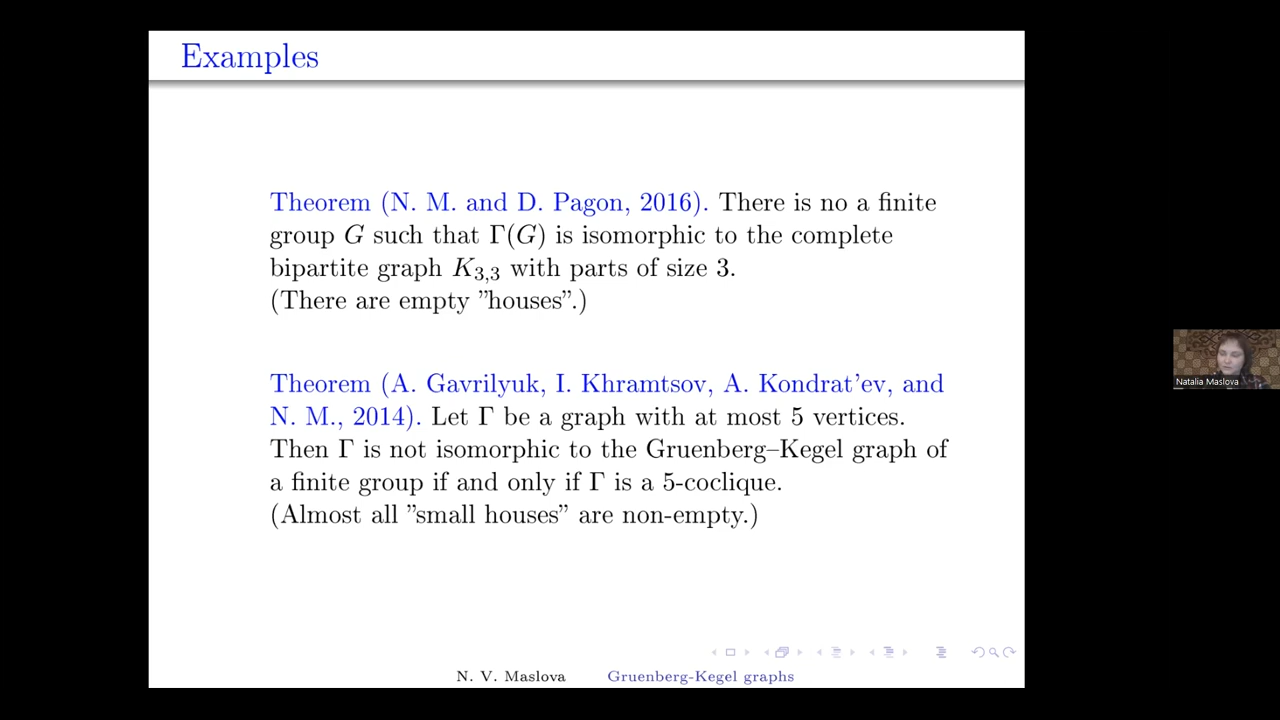 Examples
Theorem (N. M. and D. Pagon, 2016). There is no a finite
group G such that Γ(G) is isomorphic to the complete
bipartite graph K₃,₃ with parts of size 3.
(There are empty ”houses”.)
Theorem (A. Gavrilyuk, I. Khramtsov, A. Kondrat’ev, and
N. M., 2014). Let Γ be a graph with at most 5 vertices.
Then Γ is not isomorphic to the Gruenberg–Kegel graph of
a finite group if and only if Γ is a 5-coclique.
(Almost all ”small houses” are non-empty.)
N. V. Maslova Gruenberg-Kegel graphs
Natalia Maslova